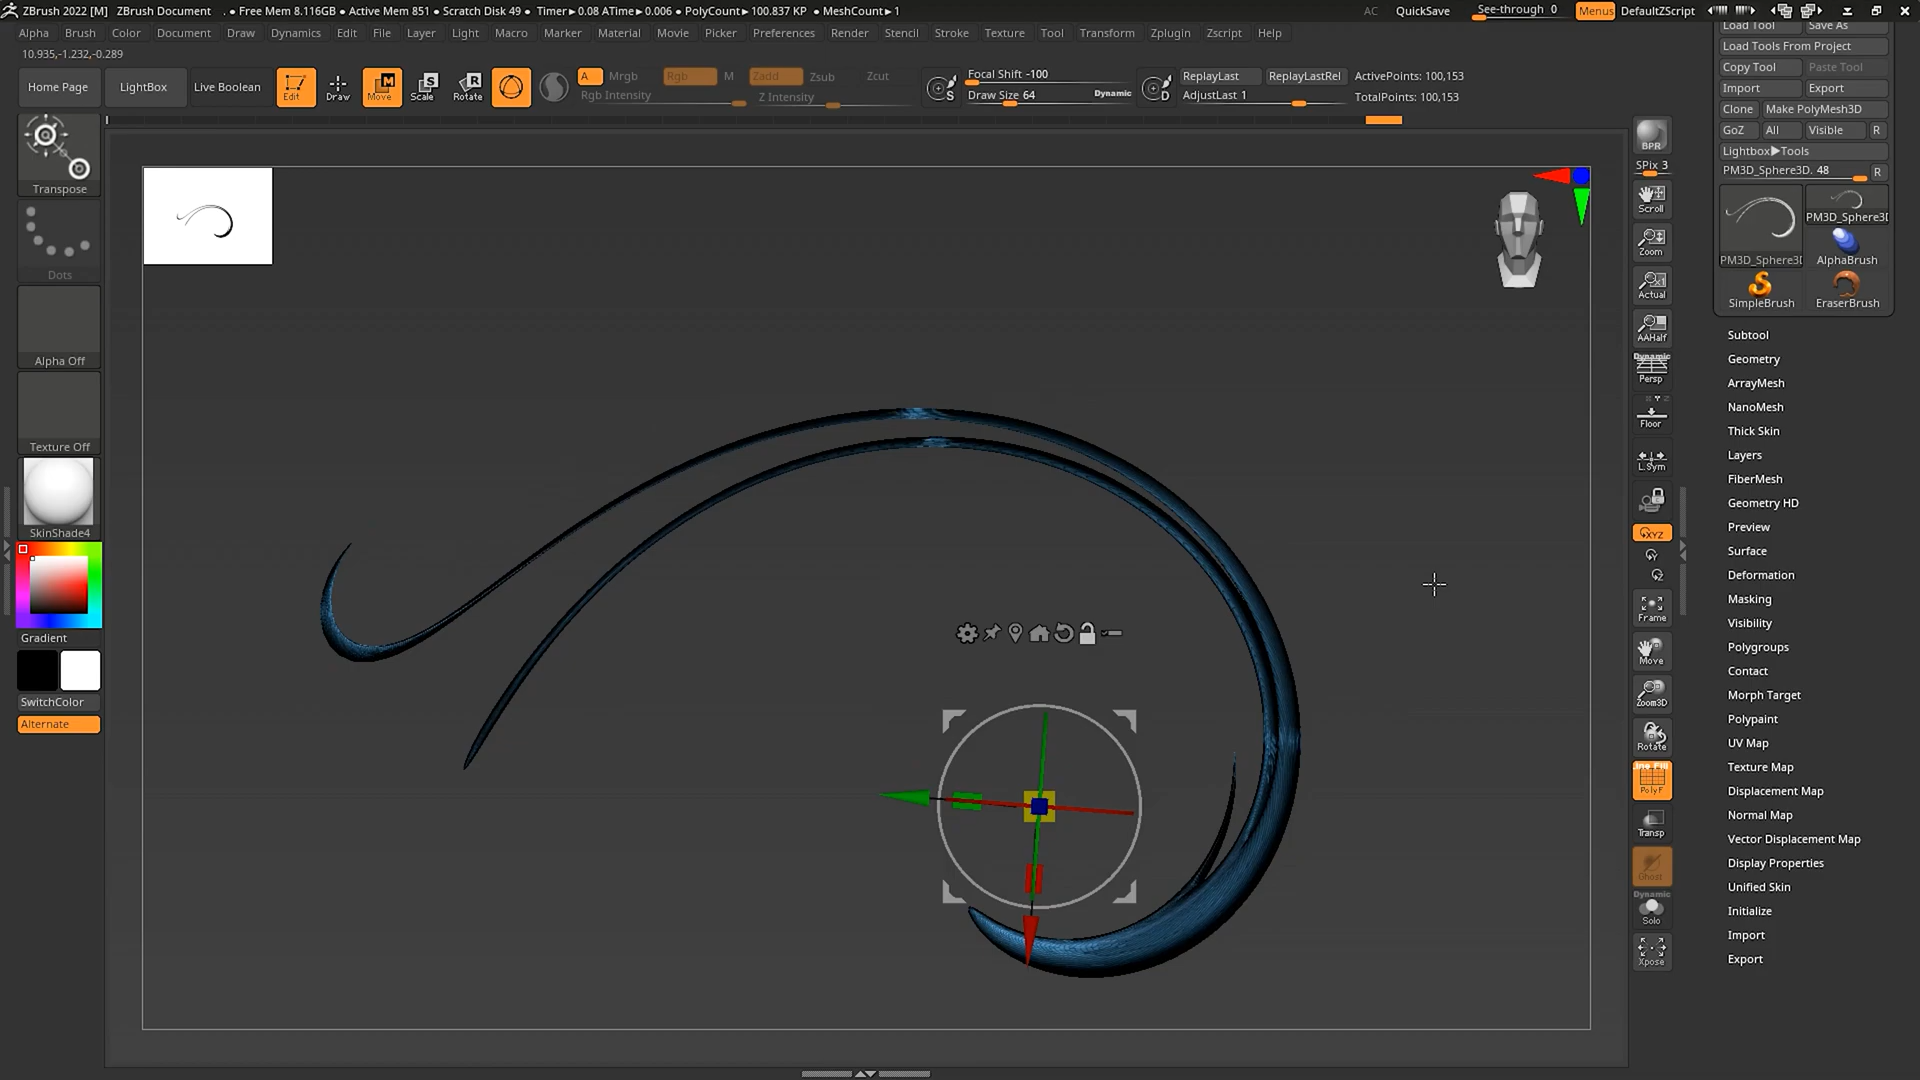 ZBrush 2022 [M] ZBrush Document . • Free Mem 8.116GB • Active Mem 851 • Scratch Disk 49 • Timer▸0.08 ATime▸0.006 • PolyCount▸100.837 KP • MeshCount▸1 AC QuickSave See-through 0 Menus DefaultZScript
Alpha Brush Color Document Draw Dynamics Edit File Layer Light Macro Marker Material Movie Picker Preferences Render Stencil Stroke Texture Tool Transform Zplugin Zscript Help
10.935,-1.232,-0.289
Home Page LightBox Live Boolean Edit Draw Move Scale Rotate
A Mrgb Rgb M Zadd Zsub Zcut
Rgb Intensity Z Intensity
Focal Shift -100
Draw Size 64 Dynamic
S D
ReplayLast ReplayLastRel ActivePoints: 100,153
AdjustLast 1 TotalPoints: 100,153
Transpose
Dots
Alpha Off
Texture Off
SkinShade4
Gradient
SwitchColor
Alternate
BPR
SPix 3
Scroll
Zoom
Actual
AAHalf
Dynamic
Persp
Floor
L.Sym
XYZ
Y
Z
Frame
Move
Zoom3D
Rotate
Line Fill
PolyF
Transp
Ghost
Dynamic
Solo
Xpose
Load Tool Save As
Load Tools From Project
Copy Tool Paste Tool
Import Export
Clone Make PolyMesh3D
GoZ All Visible R
Lightbox▶Tools
PM3D_Sphere3D. 48 R
PM3D_Sphere3D
PM3D_Sphere3D AlphaBrush
SimpleBrush EraserBrush
Subtool
Geometry
ArrayMesh
NanoMesh
Thick Skin
Layers
FiberMesh
Geometry HD
Preview
Surface
Deformation
Masking
Visibility
Polygroups
Contact
Morph Target
Polypaint
UV Map
Texture Map
Displacement Map
Normal Map
Vector Displacement Map
Display Properties
Unified Skin
Initialize
Import
Export